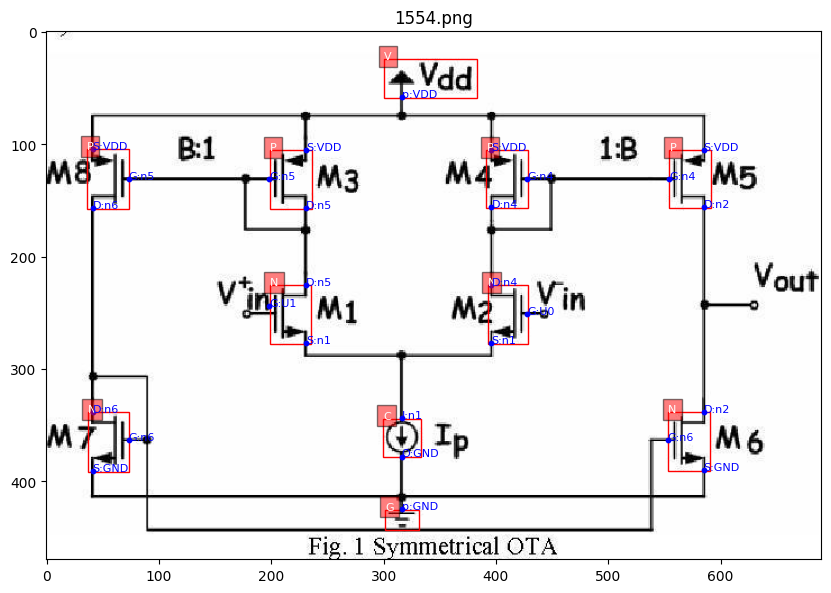 1554.png
0
100
200
300
400
0
100
200
300
400
500
600
V
Vdd
p:VDD
P
S:VDD
B:1
P
S:VDD
P
S:VDD
1:B
P
S:VDD
M8
G:n5
G:n5
M3
M4
G:n4
G:n4
M5
D:n6
D:n5
D:n4
D:n2
N
D:n5
N
D:n4
V+in
G:U1
M1
M2
G:U0
V-in
Vout
S:n1
S:n1
N
D:n6
C
I:n1
N
D:n2
M7
G:n6
Ip
G:n6
M6
S:GND
O:GND
S:GND
G
p:GND
Fig. 1 Symmetrical OTA